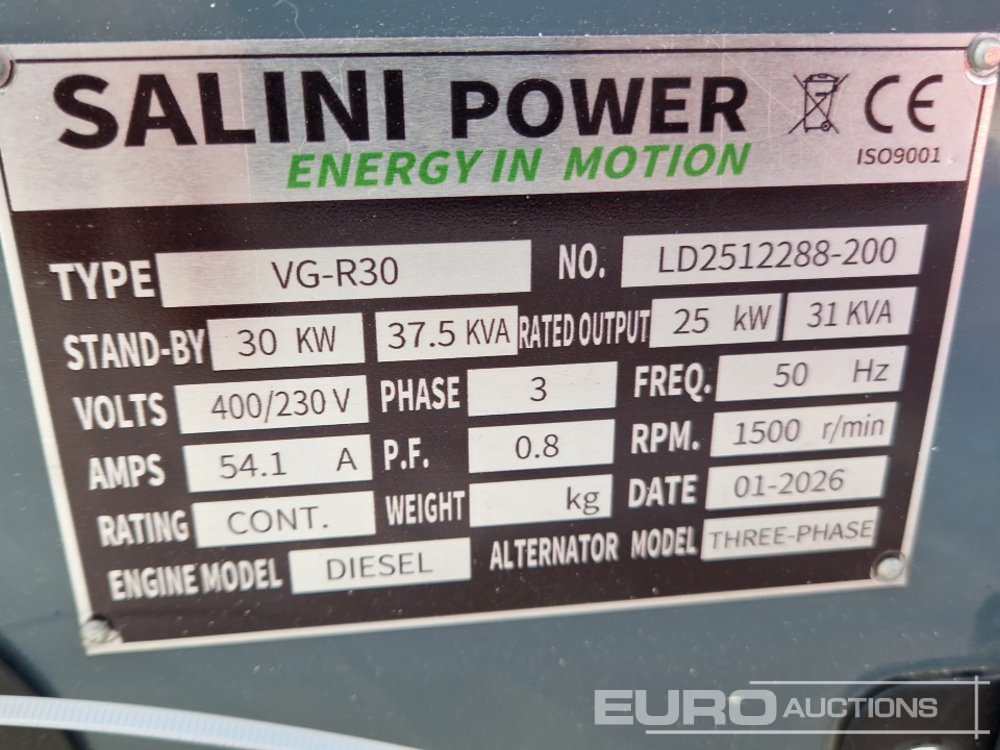 SALINI POWER CE
ENERGY IN MOTION ISO9001
TYPE VG-R30 NO. LD2512288-200
STAND-BY 30 KW 37.5 KVA RATED OUTPUT 25 kW 31 KVA
VOLTS 400/230 V PHASE 3 FREQ. 50 Hz
AMPS 54.1 A P.F. 0.8 RPM. 1500 r/min
RATING CONT. WEIGHT kg DATE 01-2026
ENGINE MODEL DIESEL ALTERNATOR MODEL THREE-PHASE
EURO AUCTIONS